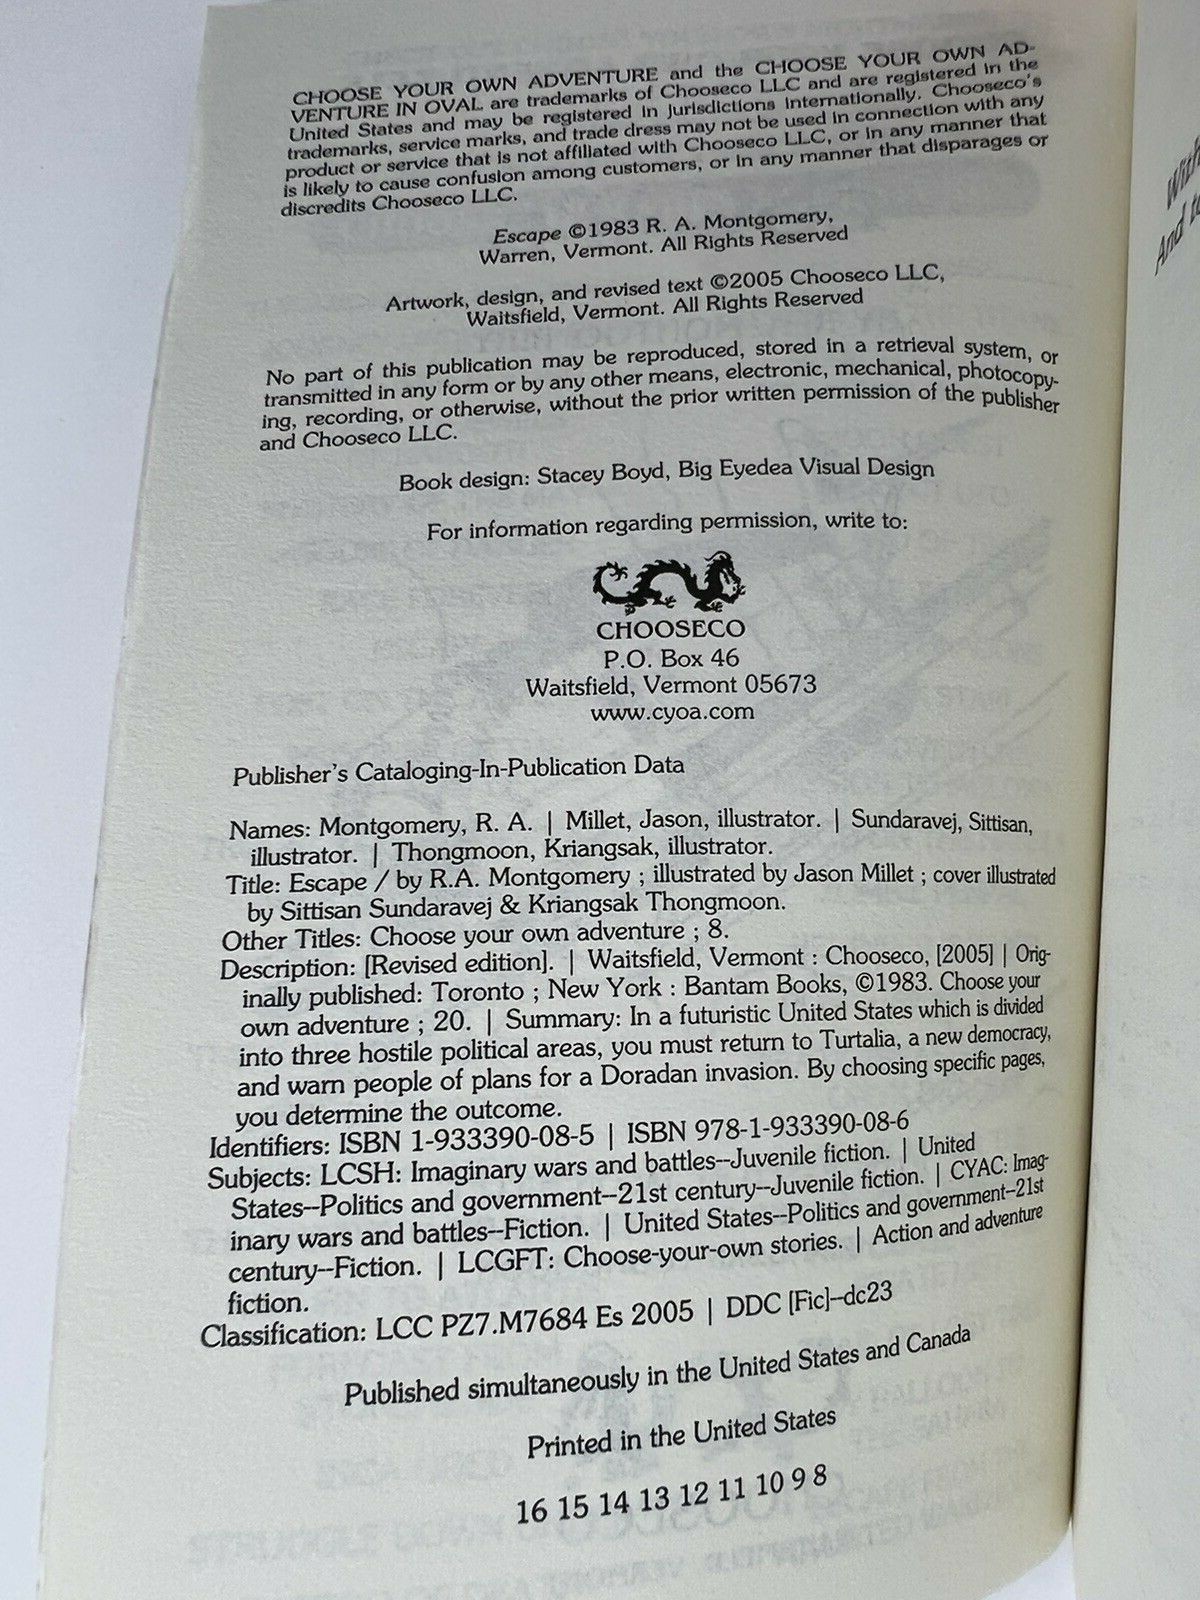 CHOOSE YOUR OWN ADVENTURE and the CHOOSE YOUR OWN AD-
VENTURE IN OVAL are trademarks of Chooseco LLC and are registered in the
United States and may be registered in jurisdictions internationally. Chooseco's
trademarks, service marks, and trade dress may not be used in connection with any
product or service that is not affiliated with Chooseco LLC, or in any manner that
is likely to cause confusion among customers, or in any manner that disparages or
discredits Chooseco LLC.
Escape ©1983 R. A. Montgomery,
Warren, Vermont. All Rights Reserved
Artwork, design, and revised text ©2005 Chooseco LLC,
Waitsfield, Vermont. All Rights Reserved
No part of this publication may be reproduced, stored in a retrieval system, or
transmitted in any form or by any other means, electronic, mechanical, photocopy-
ing, recording, or otherwise, without the prior written permission of the publisher
and Chooseco LLC.
Book design: Stacey Boyd, Big Eyedea Visual Design
For information regarding permission, write to:
CHOOSECO
P.O. Box 46
Waitsfield, Vermont 05673
www.cyoa.com
Publisher's Cataloging-In-Publication Data
Names: Montgomery, R. A. | Millet, Jason, illustrator. | Sundaravej, Sittisan,
illustrator. | Thongmoon, Kriangsak, illustrator.
Title: Escape / by R.A. Montgomery ; illustrated by Jason Millet ; cover illustrated
by Sittisan Sundaravej & Kriangsak Thongmoon.
Other Titles: Choose your own adventure ; 8.
Description: [Revised edition]. | Waitsfield, Vermont : Chooseco, [2005] | Orig-
inally published: Toronto ; New York : Bantam Books, ©1983. Choose your
own adventure ; 20. | Summary: In a futuristic United States which is divided
into three hostile political areas, you must return to Turtalia, a new democracy,
and warn people of plans for a Doradan invasion. By choosing specific pages,
you determine the outcome.
Identifiers: ISBN 1-933390-08-5 | ISBN 978-1-933390-08-6
Subjects: LCSH: Imaginary wars and battles--Juvenile fiction. | United
States--Politics and government--21st century--Juvenile fiction. | CYAC: Imag-
inary wars and battles--Fiction. | United States--Politics and government--21st
century--Fiction. | LCGFT: Choose-your-own stories. | Action and adventure
fiction.
Classification: LCC PZ7.M7684 Es 2005 | DDC [Fic]--dc23
Published simultaneously in the United States and Canada
Printed in the United States
16 15 14 13 12 11 10 9 8
And